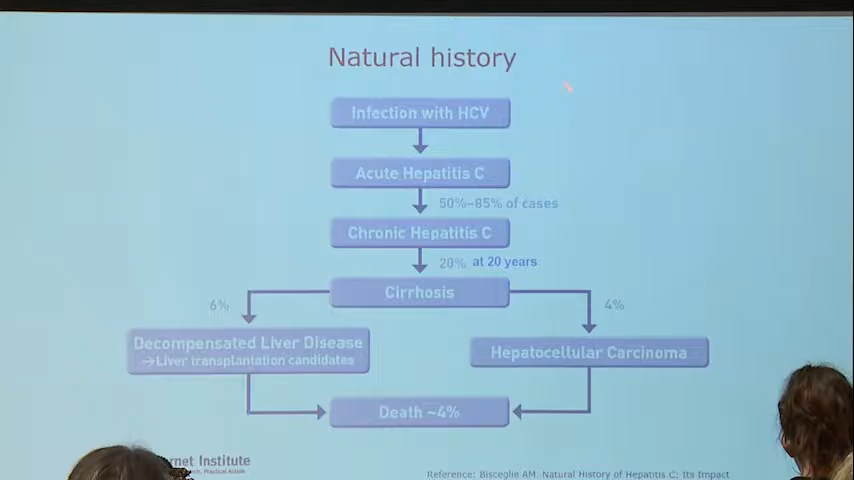 Natural history
Infection with HCV
Acute Hepatitis C
50%–85% of cases
Chronic Hepatitis C
20% at 20 years
Cirrhosis
6%
4%
Decompensated Liver Disease
→Liver transplantation candidates
Hepatocellular Carcinoma
Death ~4%
Institute
Practical Action.
Reference: Bisceglie AM. Natural History of Hepatitis C: Its Impact